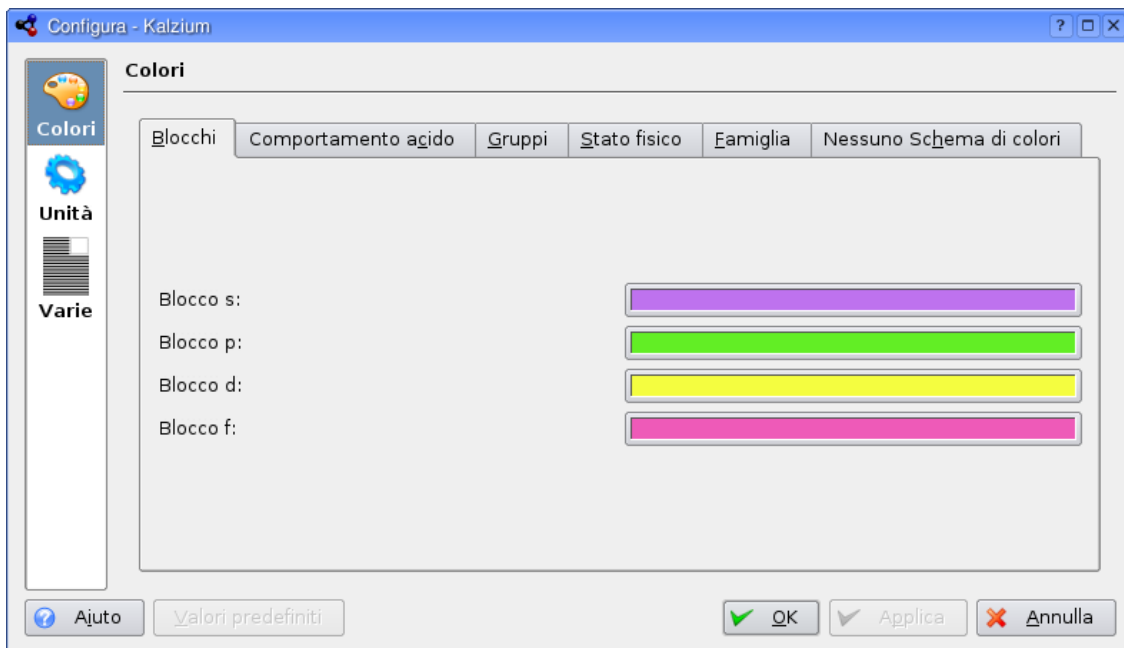 Configura - Kalzium
Colori
Colori
Unità
Varie
Blocchi Comportamento acido Gruppi Stato fisico Famiglia Nessuno Schema di colori
Blocco s:
Blocco p:
Blocco d:
Blocco f:
Aiuto Valori predefiniti OK Applica Annulla